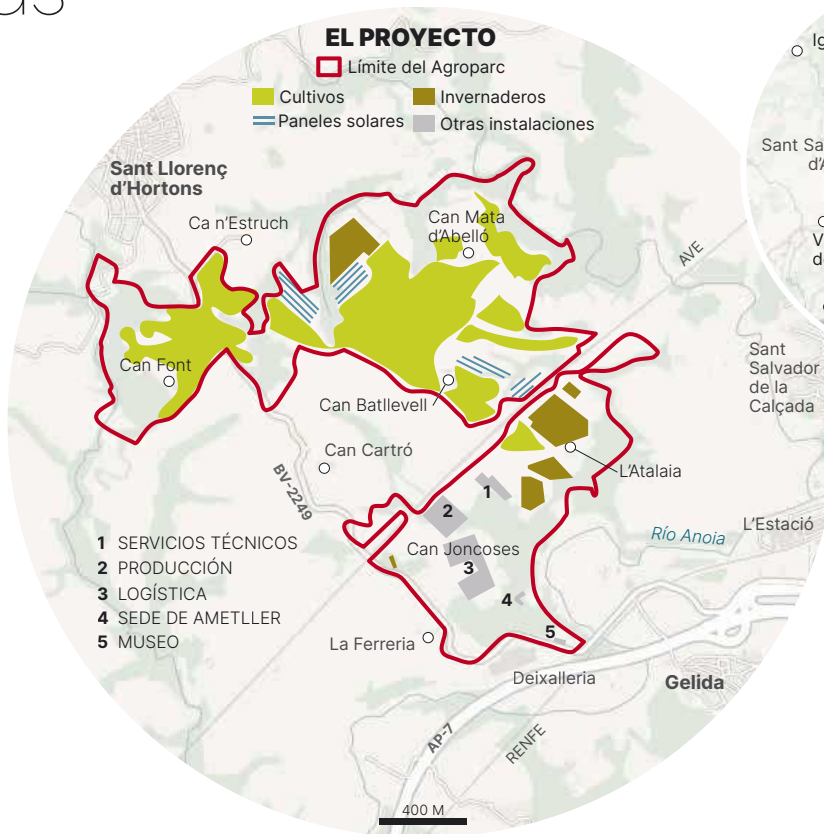 EL PROYECTO
Límite del Agroparc
Cultivos
Invernaderos
Paneles solares
Otras instalaciones
Sant Llorenç
d'Hortons
Ca n'Estruch
Can Mata
d'Abelló
AVE
Can Font
Can Batllevell
Can Cartró
BV-2249
L'Atalaia
Sant
Salvador
de la
Calçada
1
2
Can Joncoses
3
4
5
Río Anoia
L'Estació
1 SERVICIOS TÉCNICOS
2 PRODUCCIÓN
3 LOGÍSTICA
4 SEDE DE AMETLLER
5 MUSEO
La Ferreria
Deixalleria
Gelida
AP-7
RENFE
400 M